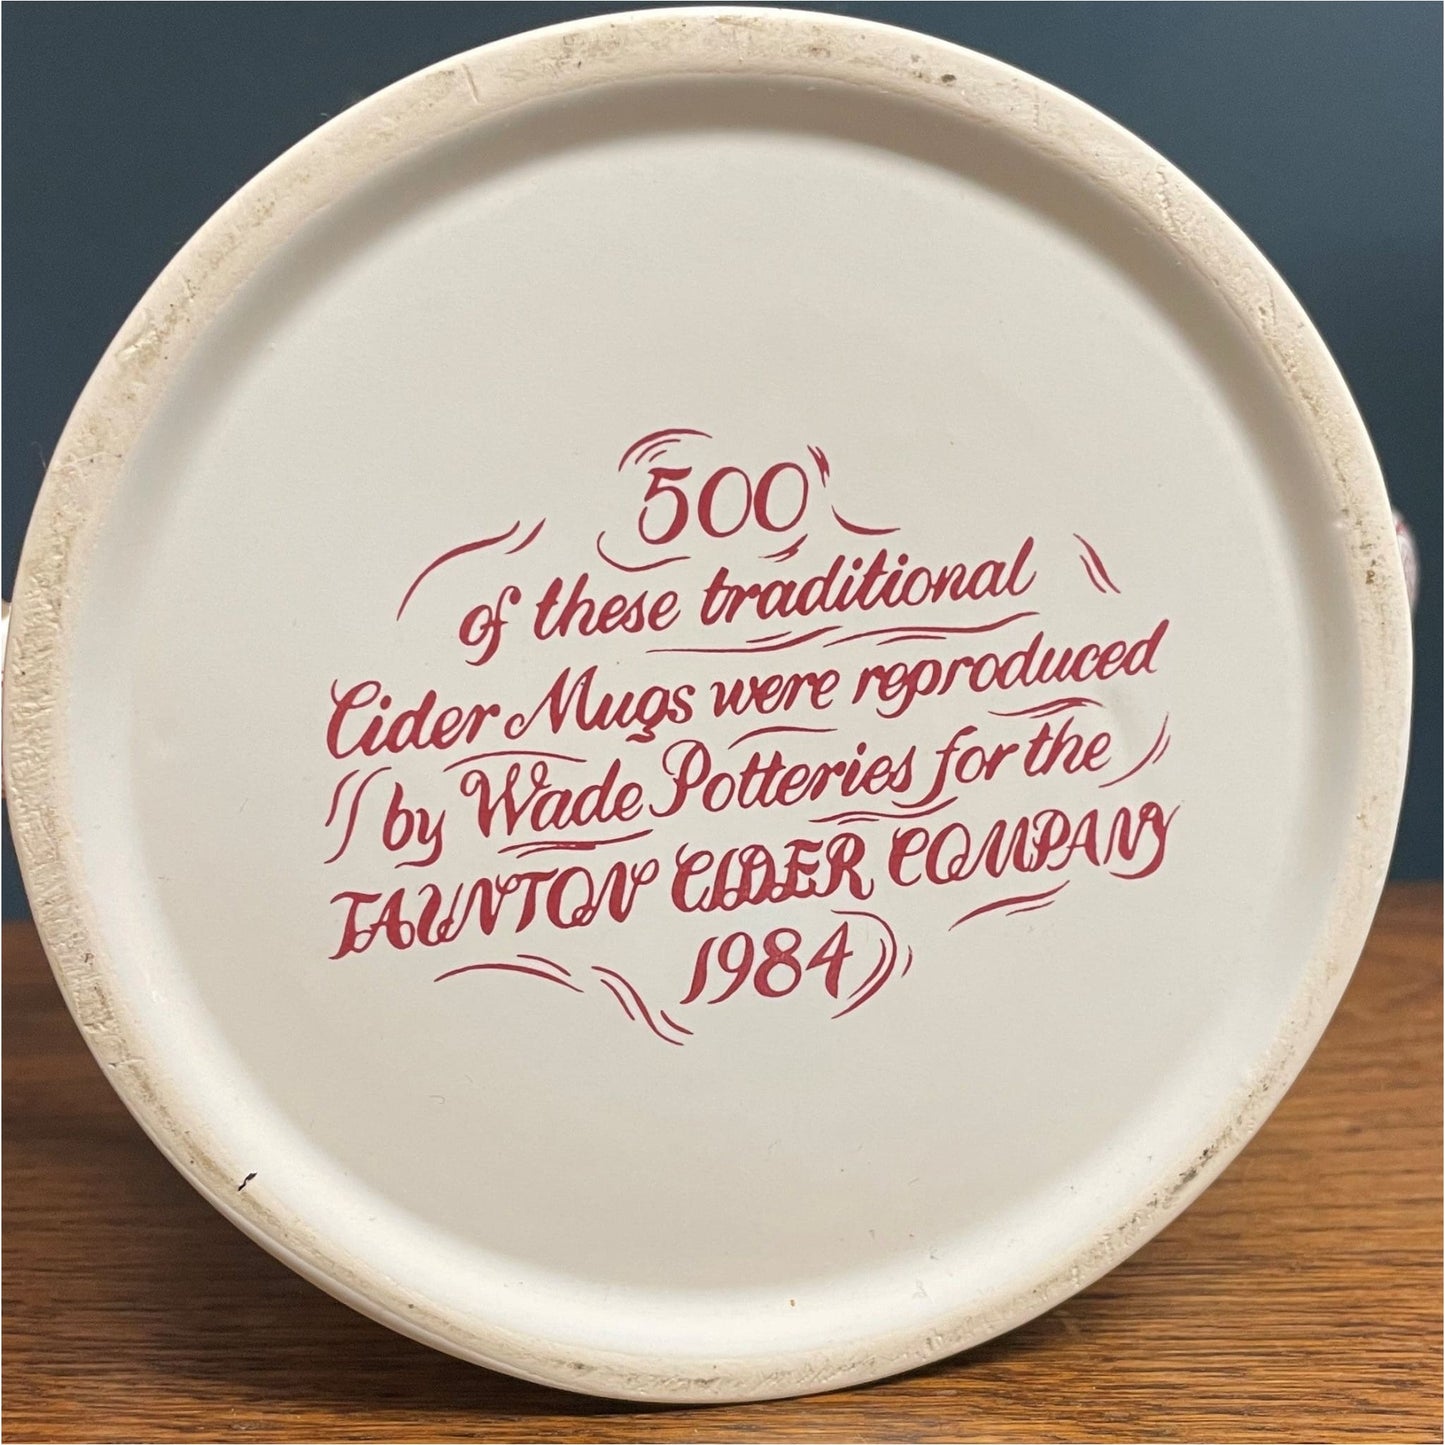 500
of these traditional
Cider Mugs were reproduced
by Wade Potteries for the
TAUNTON CIDER COMPANY
1984